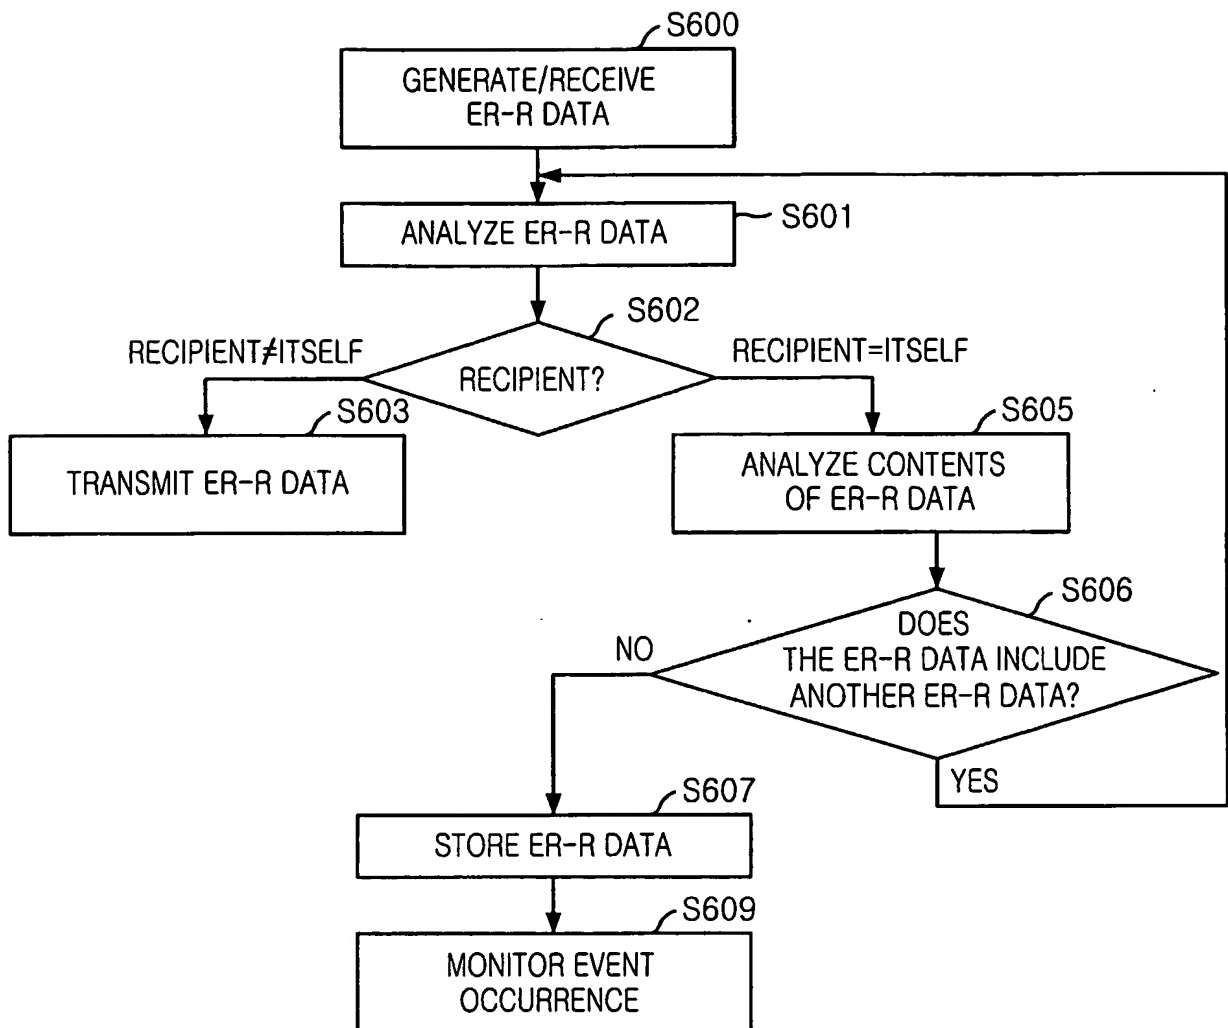 S600
GENERATE/RECEIVE
ER-R DATA
ANALYZE ER-R DATA
S601
S602
RECIPIENT≠ITSELF
RECIPIENT?
RECIPIENT=ITSELF
S603
TRANSMIT ER-R DATA
S605
ANALYZE CONTENTS
OF ER-R DATA
S606
DOES
THE ER-R DATA INCLUDE
ANOTHER ER-R DATA?
NO
YES
S607
STORE ER-R DATA
S609
MONITOR EVENT
OCCURRENCE